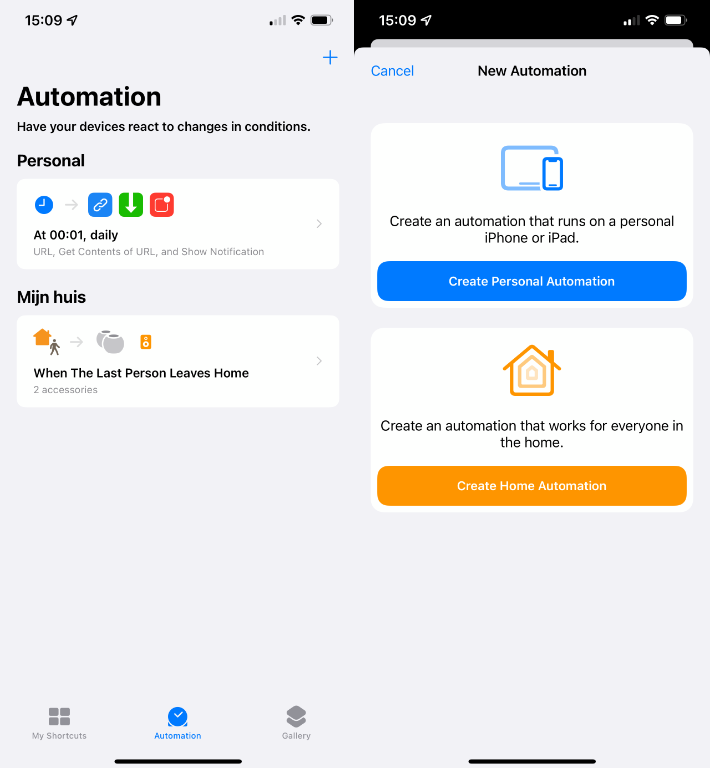 15:09
Automation
Have your devices react to changes in conditions.
Personal
At 00:01, daily
URL, Get Contents of URL, and Show Notification
Mijn huis
When The Last Person Leaves Home
2 accessories
My Shortcuts
Automation
Gallery
15:09
Cancel
New Automation
Create an automation that runs on a personal
iPhone or iPad.
Create Personal Automation
Create an automation that works for everyone in
the home.
Create Home Automation